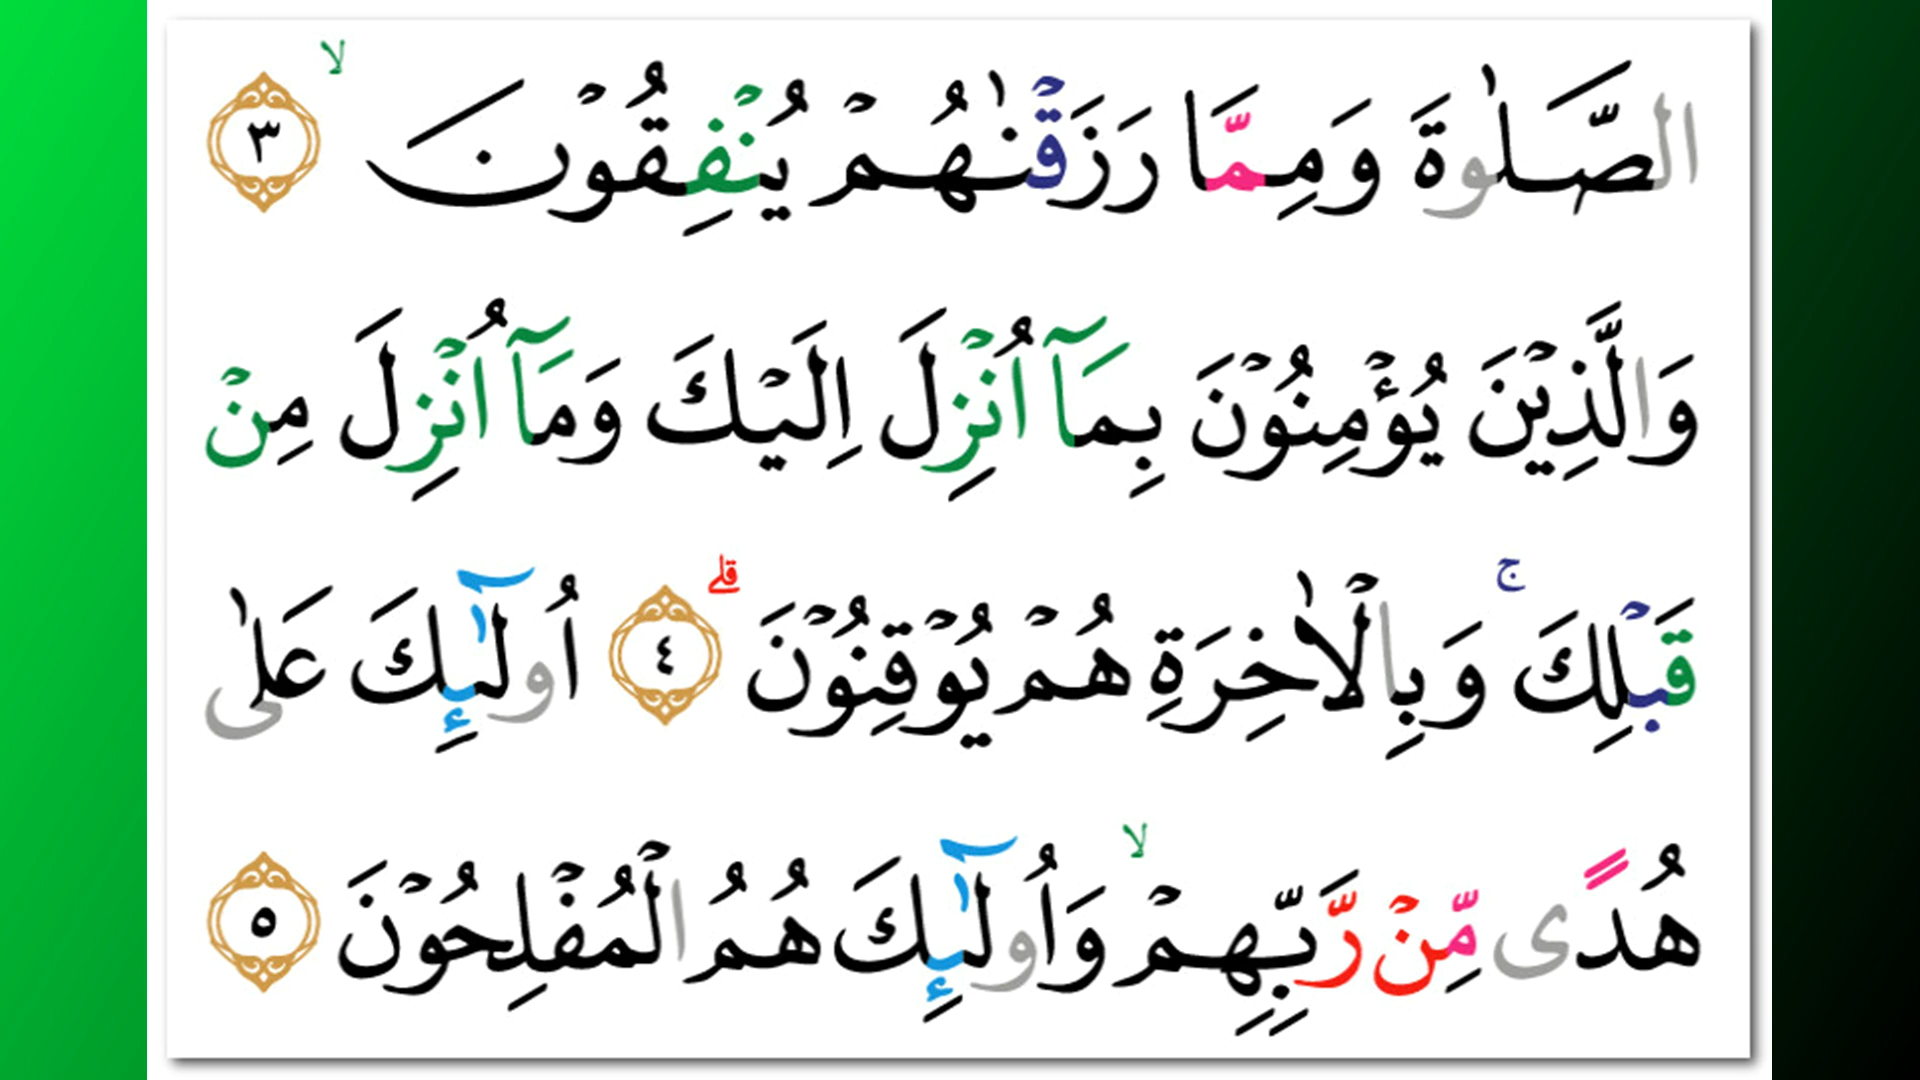 الصَّلٰوةَ وَمِمَّا رَزَقْنٰهُمْ يُنْفِقُوْنَ ۙ ٣
وَالَّذِيْنَ يُؤْمِنُوْنَ بِمَآ اُنْزِلَ اِلَيْكَ وَمَآ اُنْزِلَ مِنْ
قَبْلِكَ ۚ وَبِالْاٰخِرَةِ هُمْ يُوْقِنُوْنَ ۗ ٤ اُولٰۤىِٕكَ عَلٰى
هُدًى مِّنْ رَّبِّهِمْ ۙ وَاُولٰۤىِٕكَ هُمُ الْمُفْلِحُوْنَ ٥